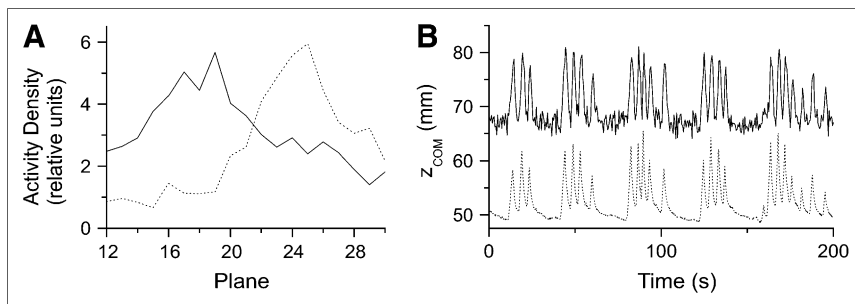 A
Activity Density
(relative units)
6
4
2
0
12
16
20
24
28
Plane
B
z_COM (mm)
80
70
60
50
0
100
200
Time (s)